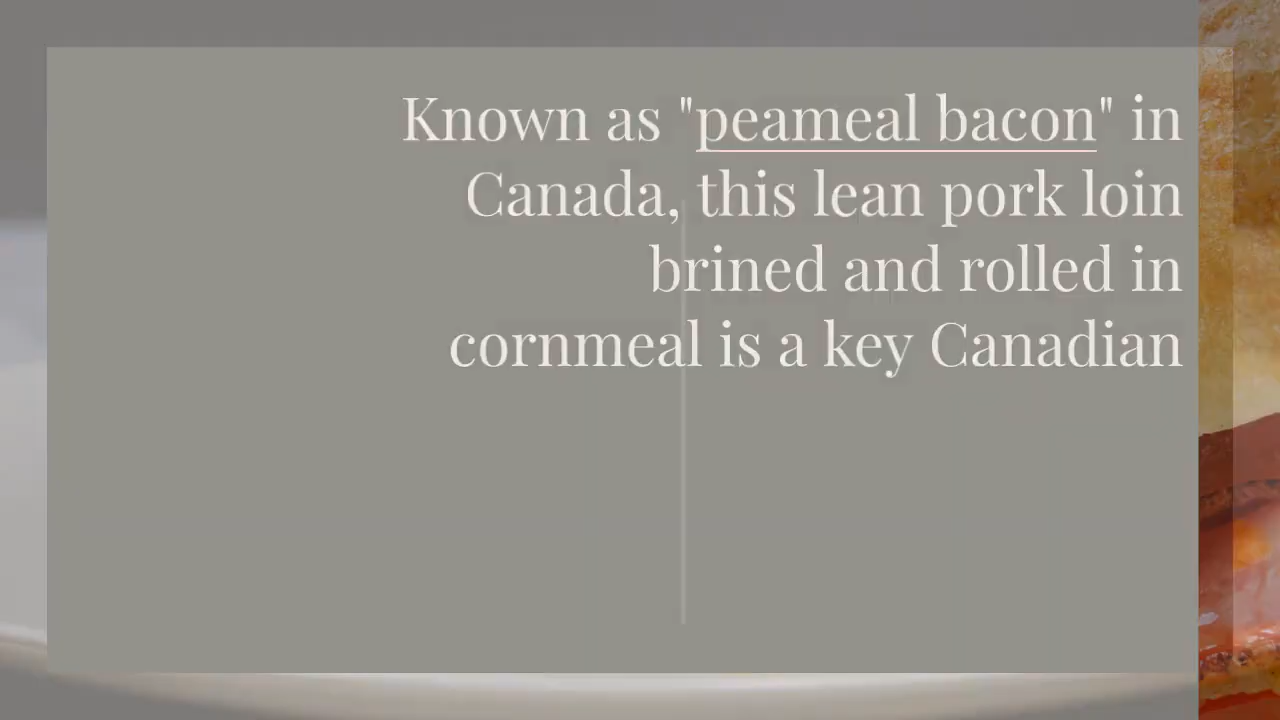 Known as "peameal bacon" in
Canada, this lean pork loin
brined and rolled in
cornmeal is a key Canadian